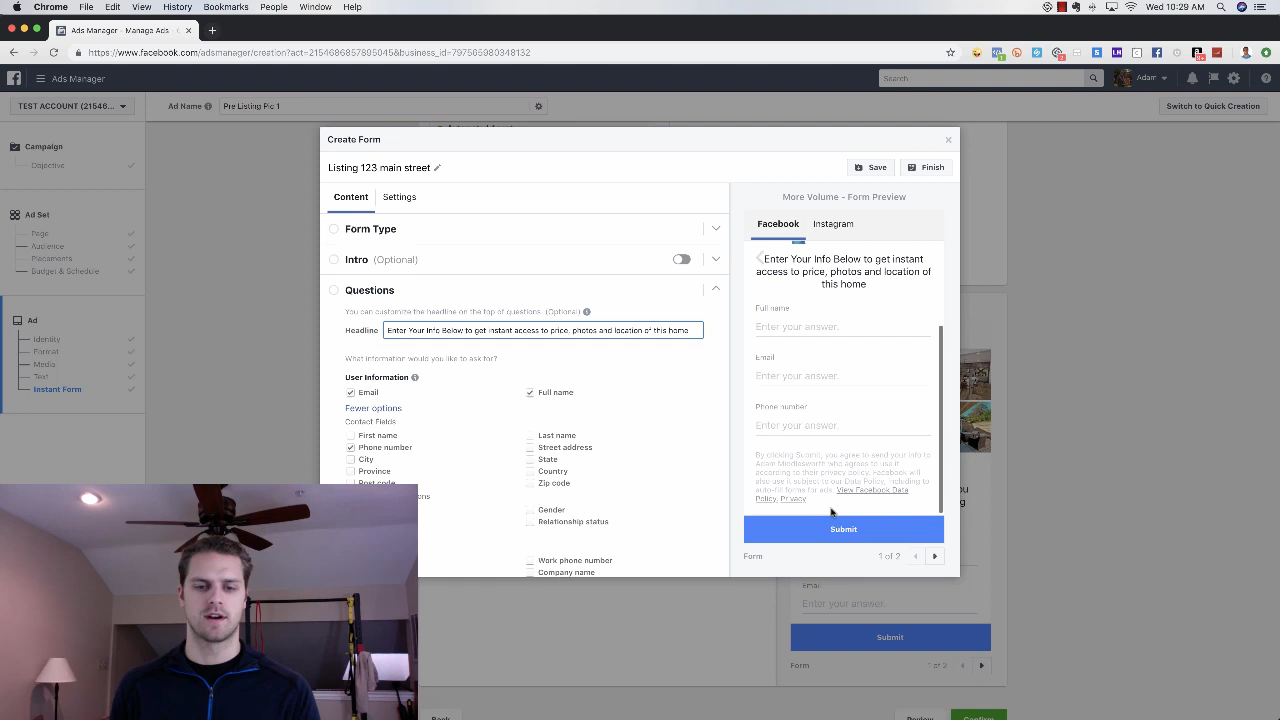 Chrome File Edit View History Bookmarks People Window Help
Wed 10:29 AM
Ads Manager - Manage Ads - C
https://www.facebook.com/adsmanager/creation?act=2154686857895045&business_id=797565980348132
Ads Manager
Search
Adam
TEST ACCOUNT (21546...
Ad Name
Pre Listing Pic 1
Switch to Quick Creation
Campaign
Objective
Ad Set
Page
Audience
Placements
Budget & Schedule
Ad
Identity
Format
Media
Text
Instant Form
Create Form
Listing 123 main street
Save
Finish
Content
Settings
Form Type
Intro (Optional)
Questions
You can customize the headline on the top of questions. (Optional)
Headline
Enter Your Info Below to get instant access to price, photos and location of this home
What information would you like to ask for?
User Information
Email
Full name
Fewer options
Contact Fields
First name
Last name
Phone number
Street address
City
State
Province
Country
Post code
Zip code
Gender
Relationship status
Work phone number
Company name
More Volume - Form Preview
Facebook
Instagram
Enter Your Info Below to get instant
access to price, photos and location of
this home
Full name
Enter your answer.
Email
Enter your answer.
Phone number
Enter your answer.
By clicking Submit, you agree to send your info to
Adam Modlesworth who agrees to use it
according to their privacy policy. Facebook will
also use it subject to our Data Policy, including to
auto-fill forms for ads. View Facebook Data
Policy. Privacy
Submit
Form
1 of 2
Email
Enter your answer.
Submit
Form
1 of 2
Back
Review
Confirm